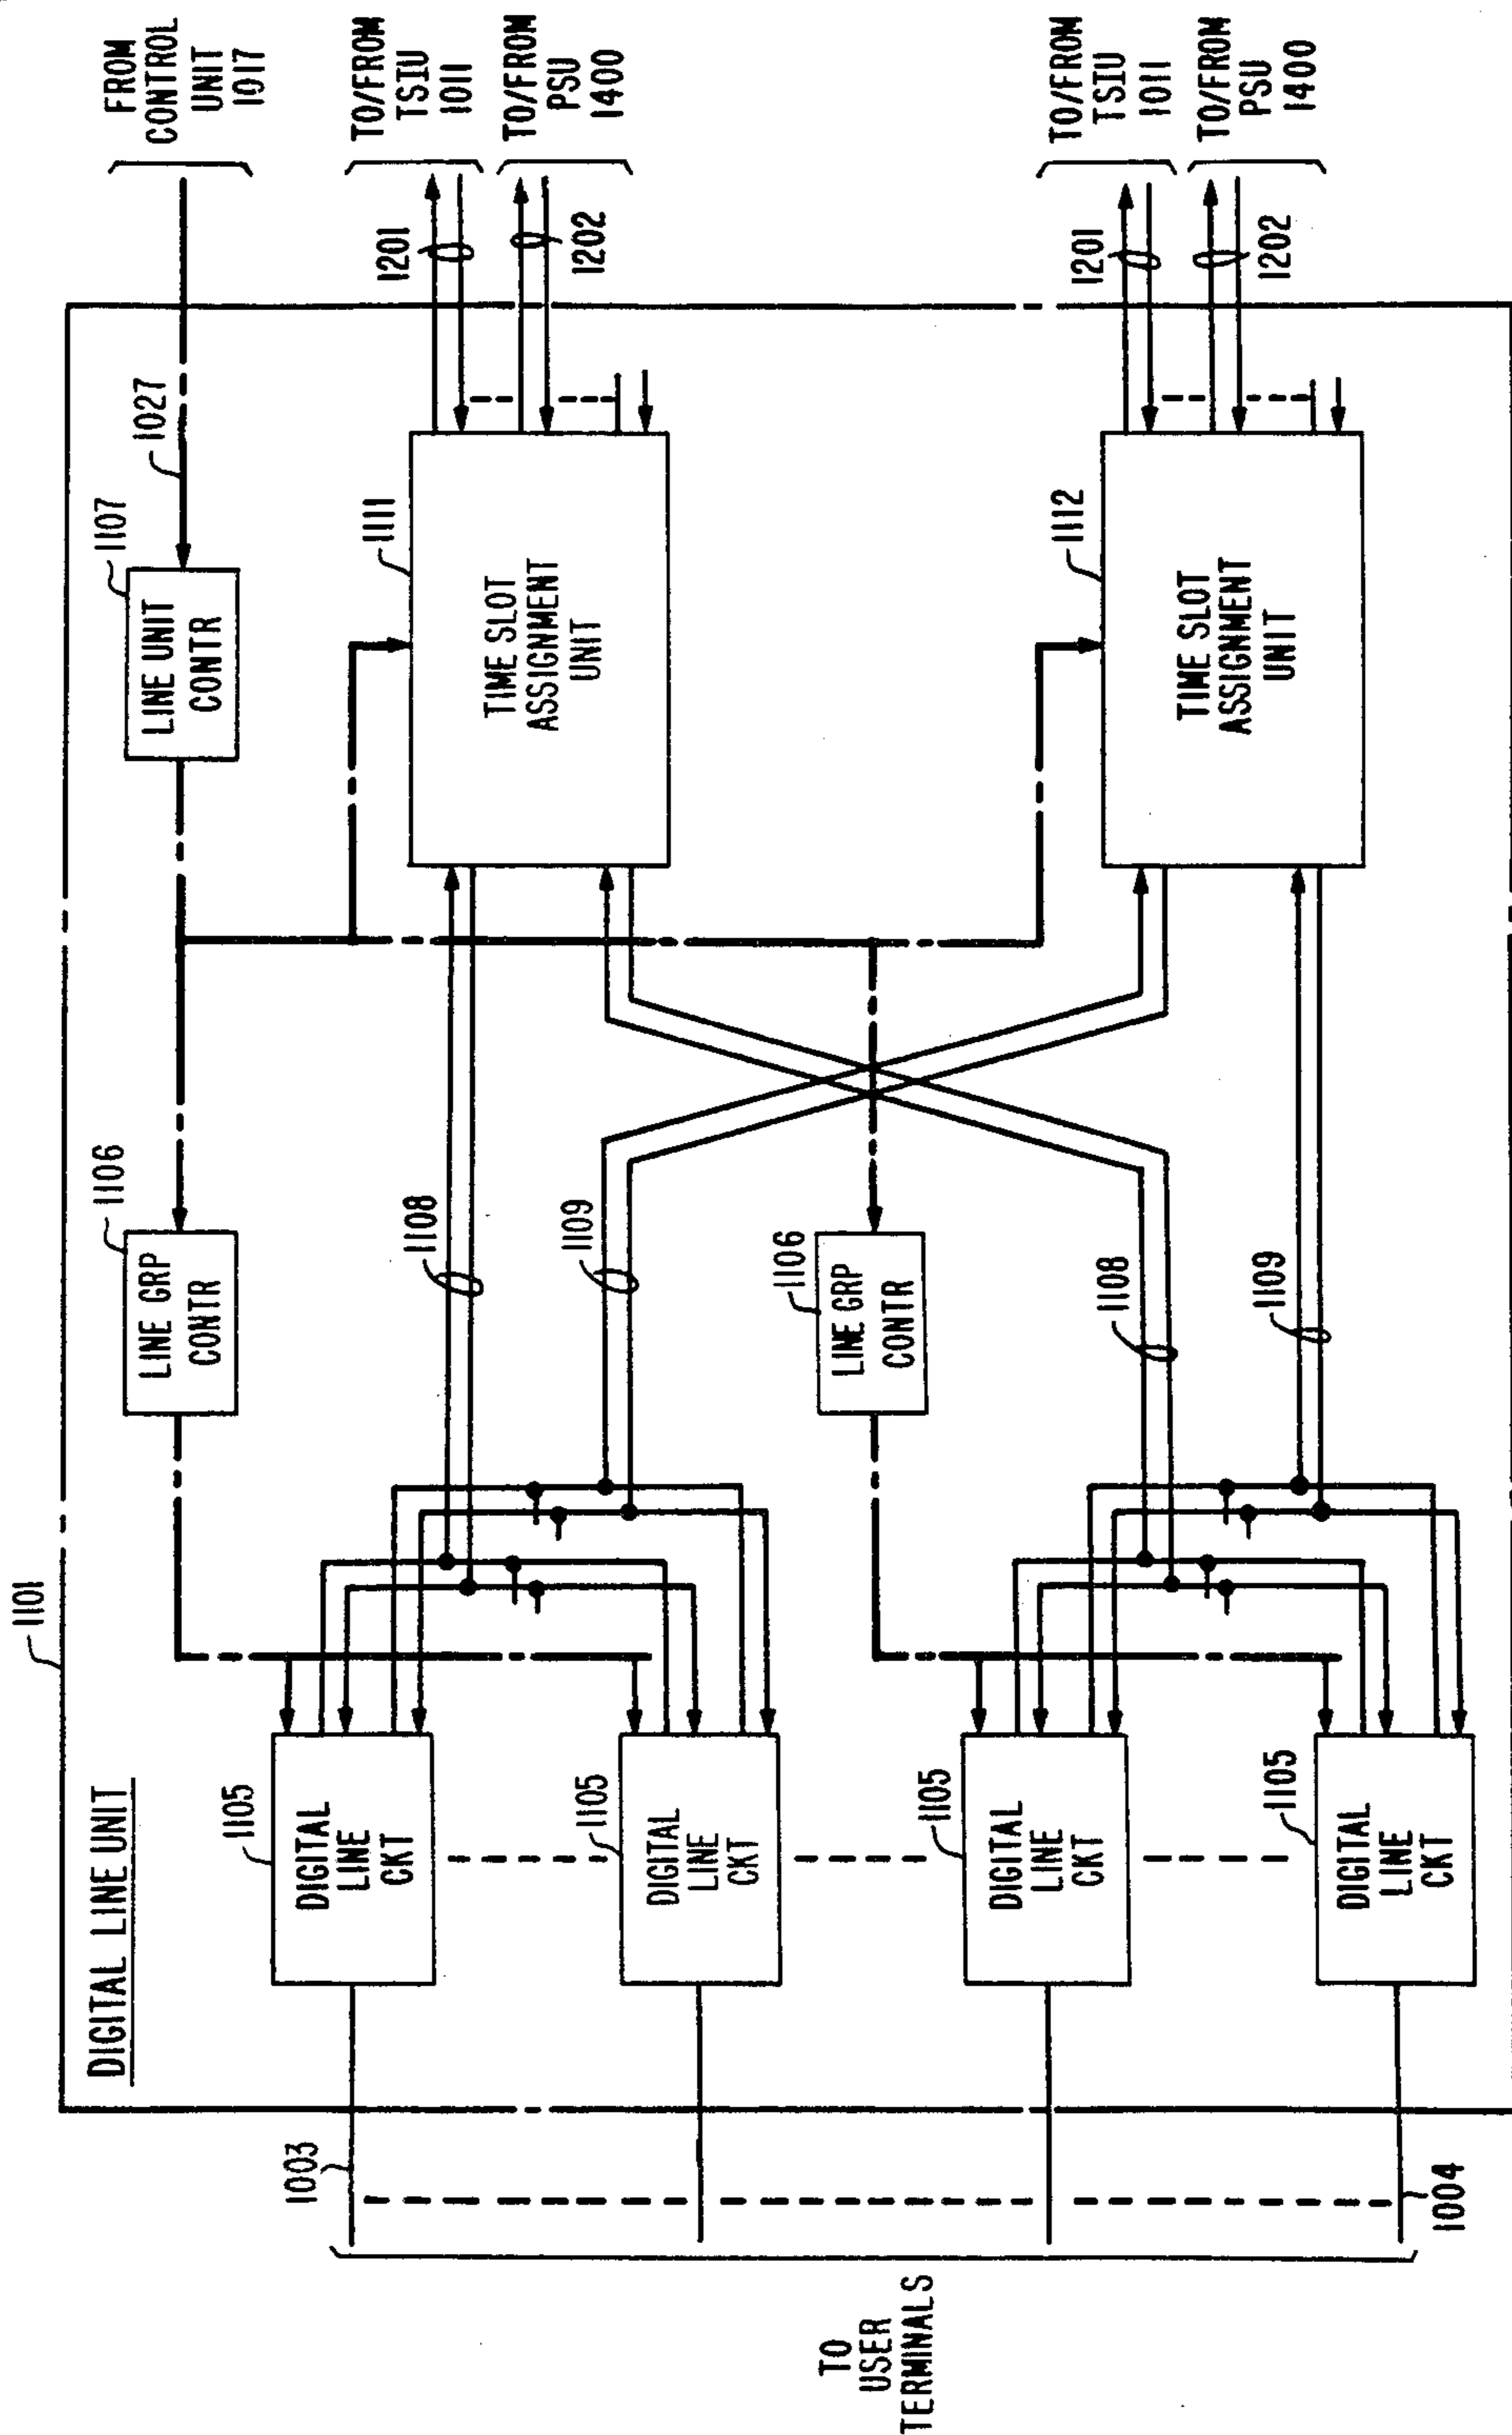 DIGITAL LINE UNIT
1101
FROM
CONTROL
UNIT
1017
1106
LINE GRP
CONTR
1107
LINE UNIT
CONTR
1027
TO/FROM
TSIU
1011
TO/FROM
PSU
1400
1003
1105
DIGITAL
LINE
CKT
1108
1111
TIME SLOT
ASSIGNMENT
UNIT
1201
1202
1105
DIGITAL
LINE
CKT
1109
TO
USER
TERMINALS
1106
LINE GRP
CONTR
1105
DIGITAL
LINE
CKT
1108
1112
TIME SLOT
ASSIGNMENT
UNIT
1201
1202
TO/FROM
TSIU
1011
TO/FROM
PSU
1400
1109
1105
DIGITAL
LINE
CKT
1004